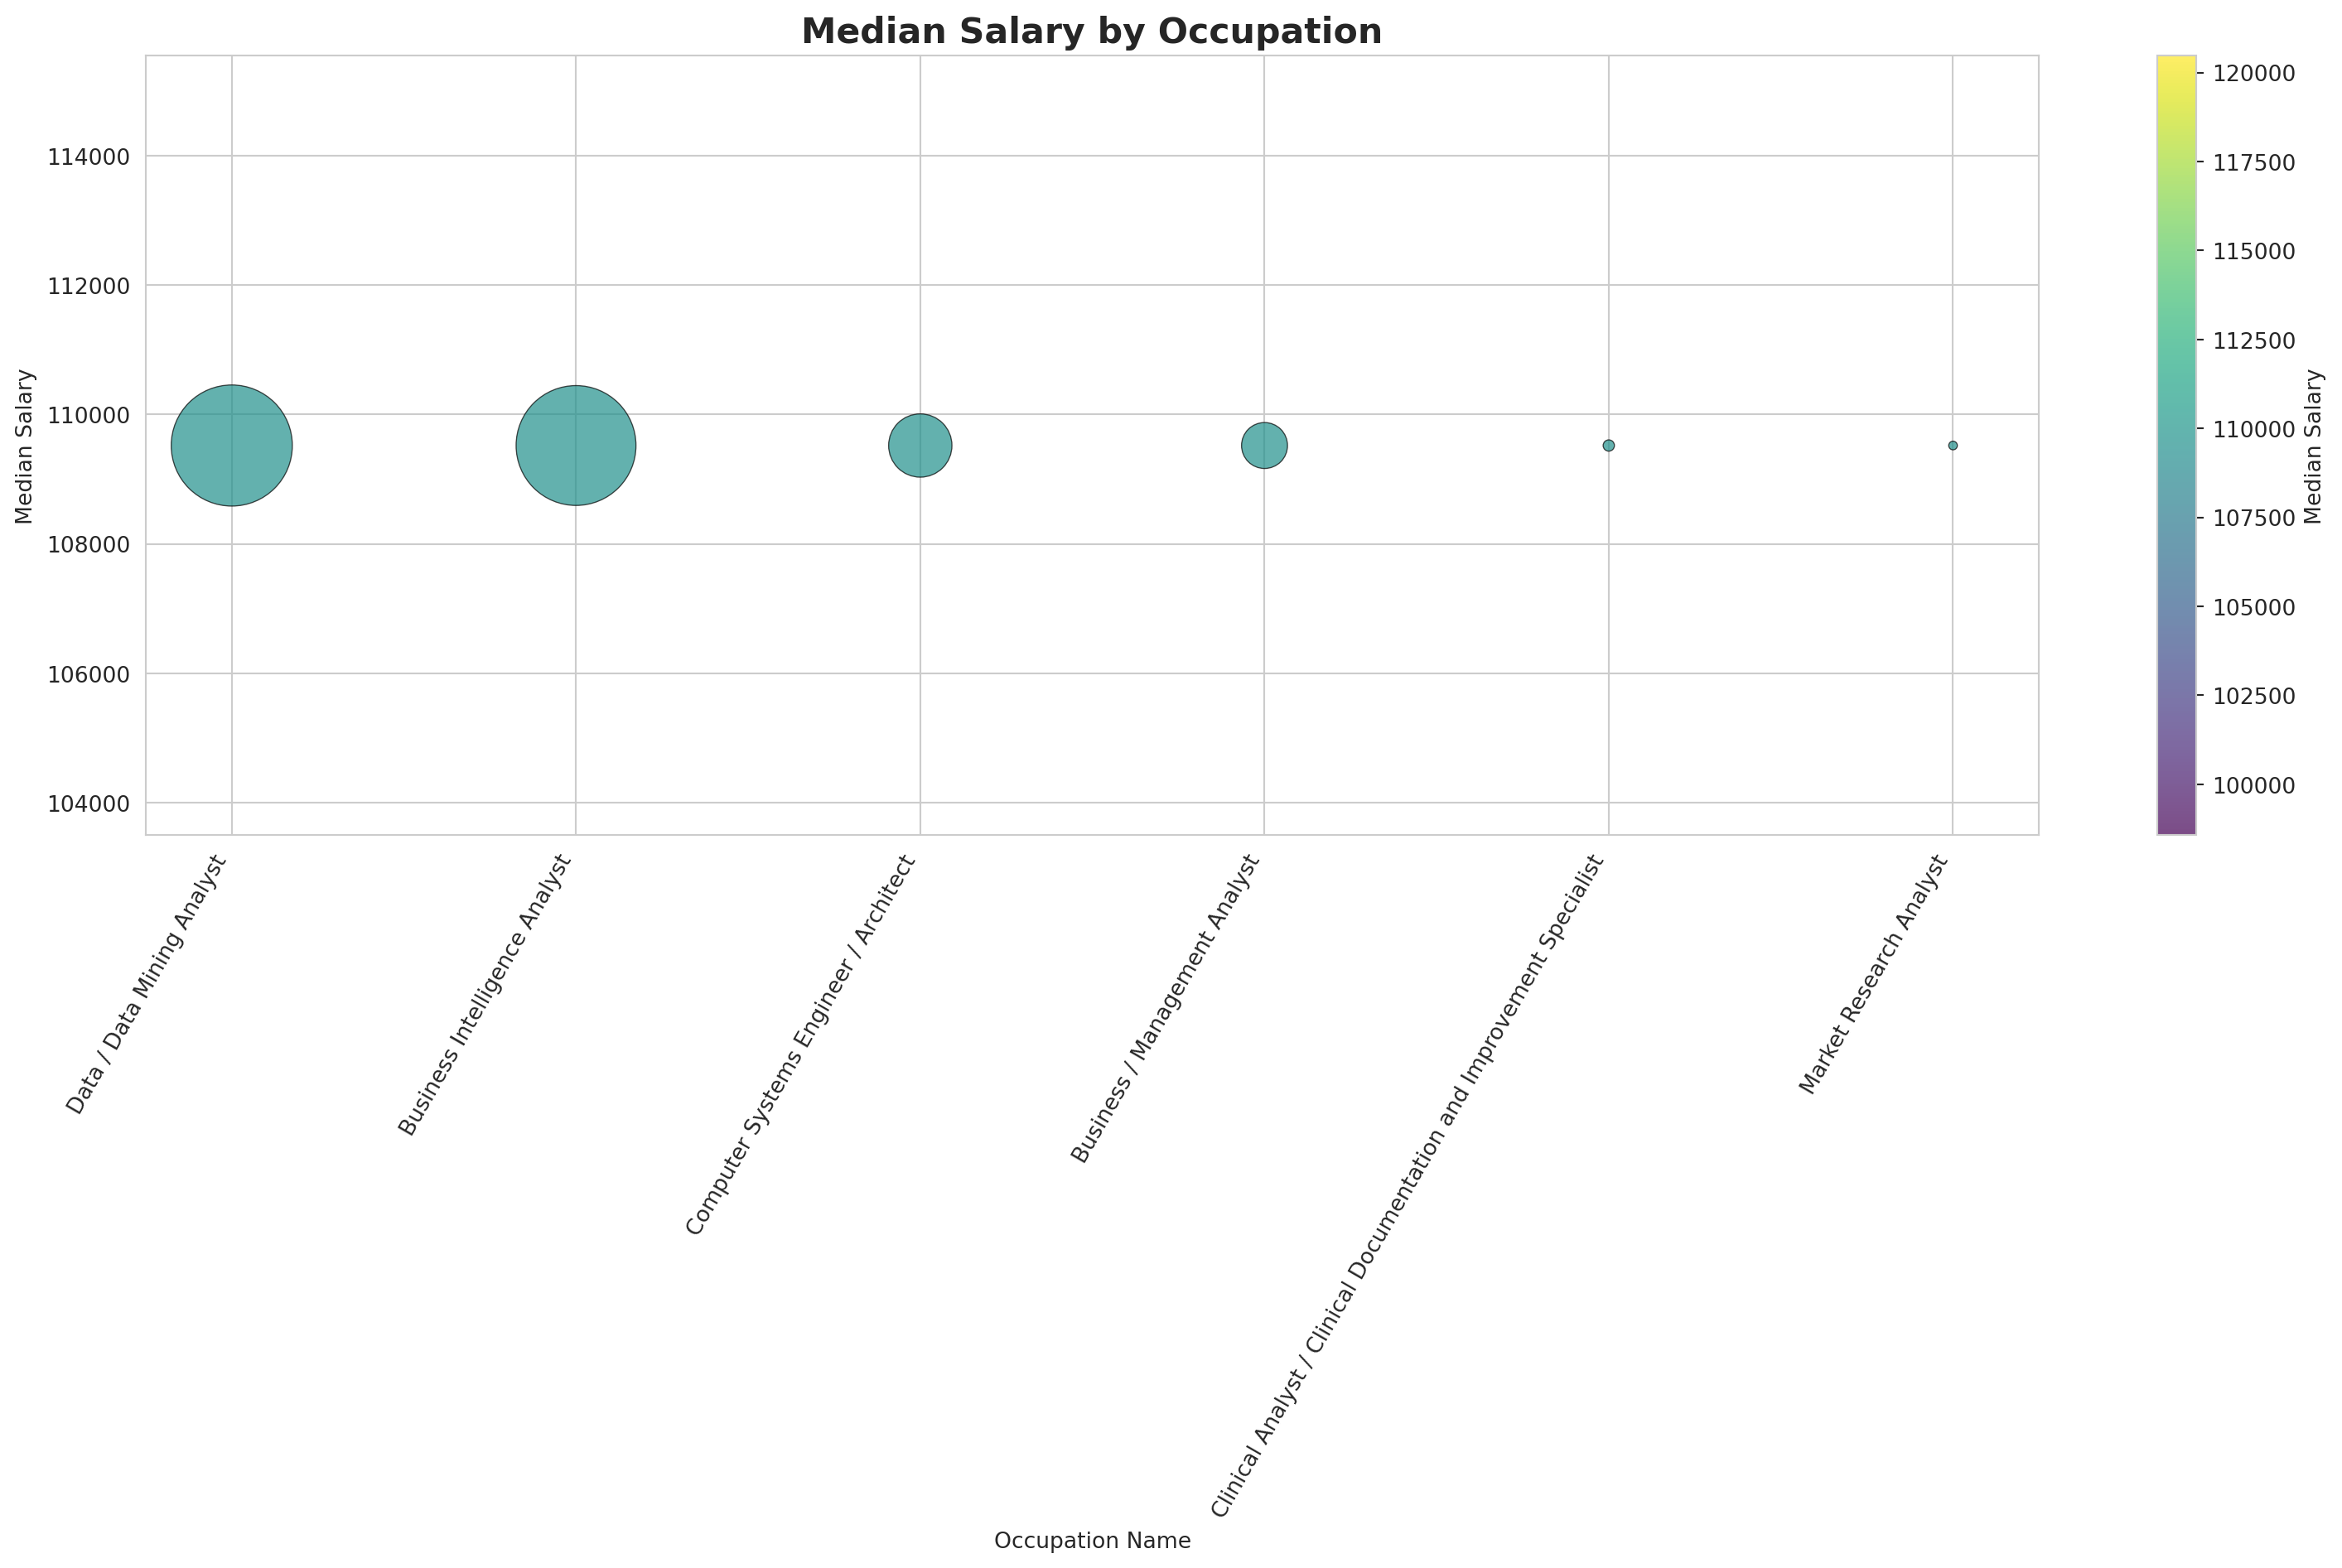 Median Salary by Occupation
Median Salary
114000
112000
110000
108000
106000
104000
Data / Data Mining Analyst
Business Intelligence Analyst
Computer Systems Engineer / Architect
Business / Management Analyst
Clinical Analyst / Clinical Documentation and Improvement Specialist
Market Research Analyst
Occupation Name
120000
117500
115000
112500
110000
107500
105000
102500
100000
Median Salary